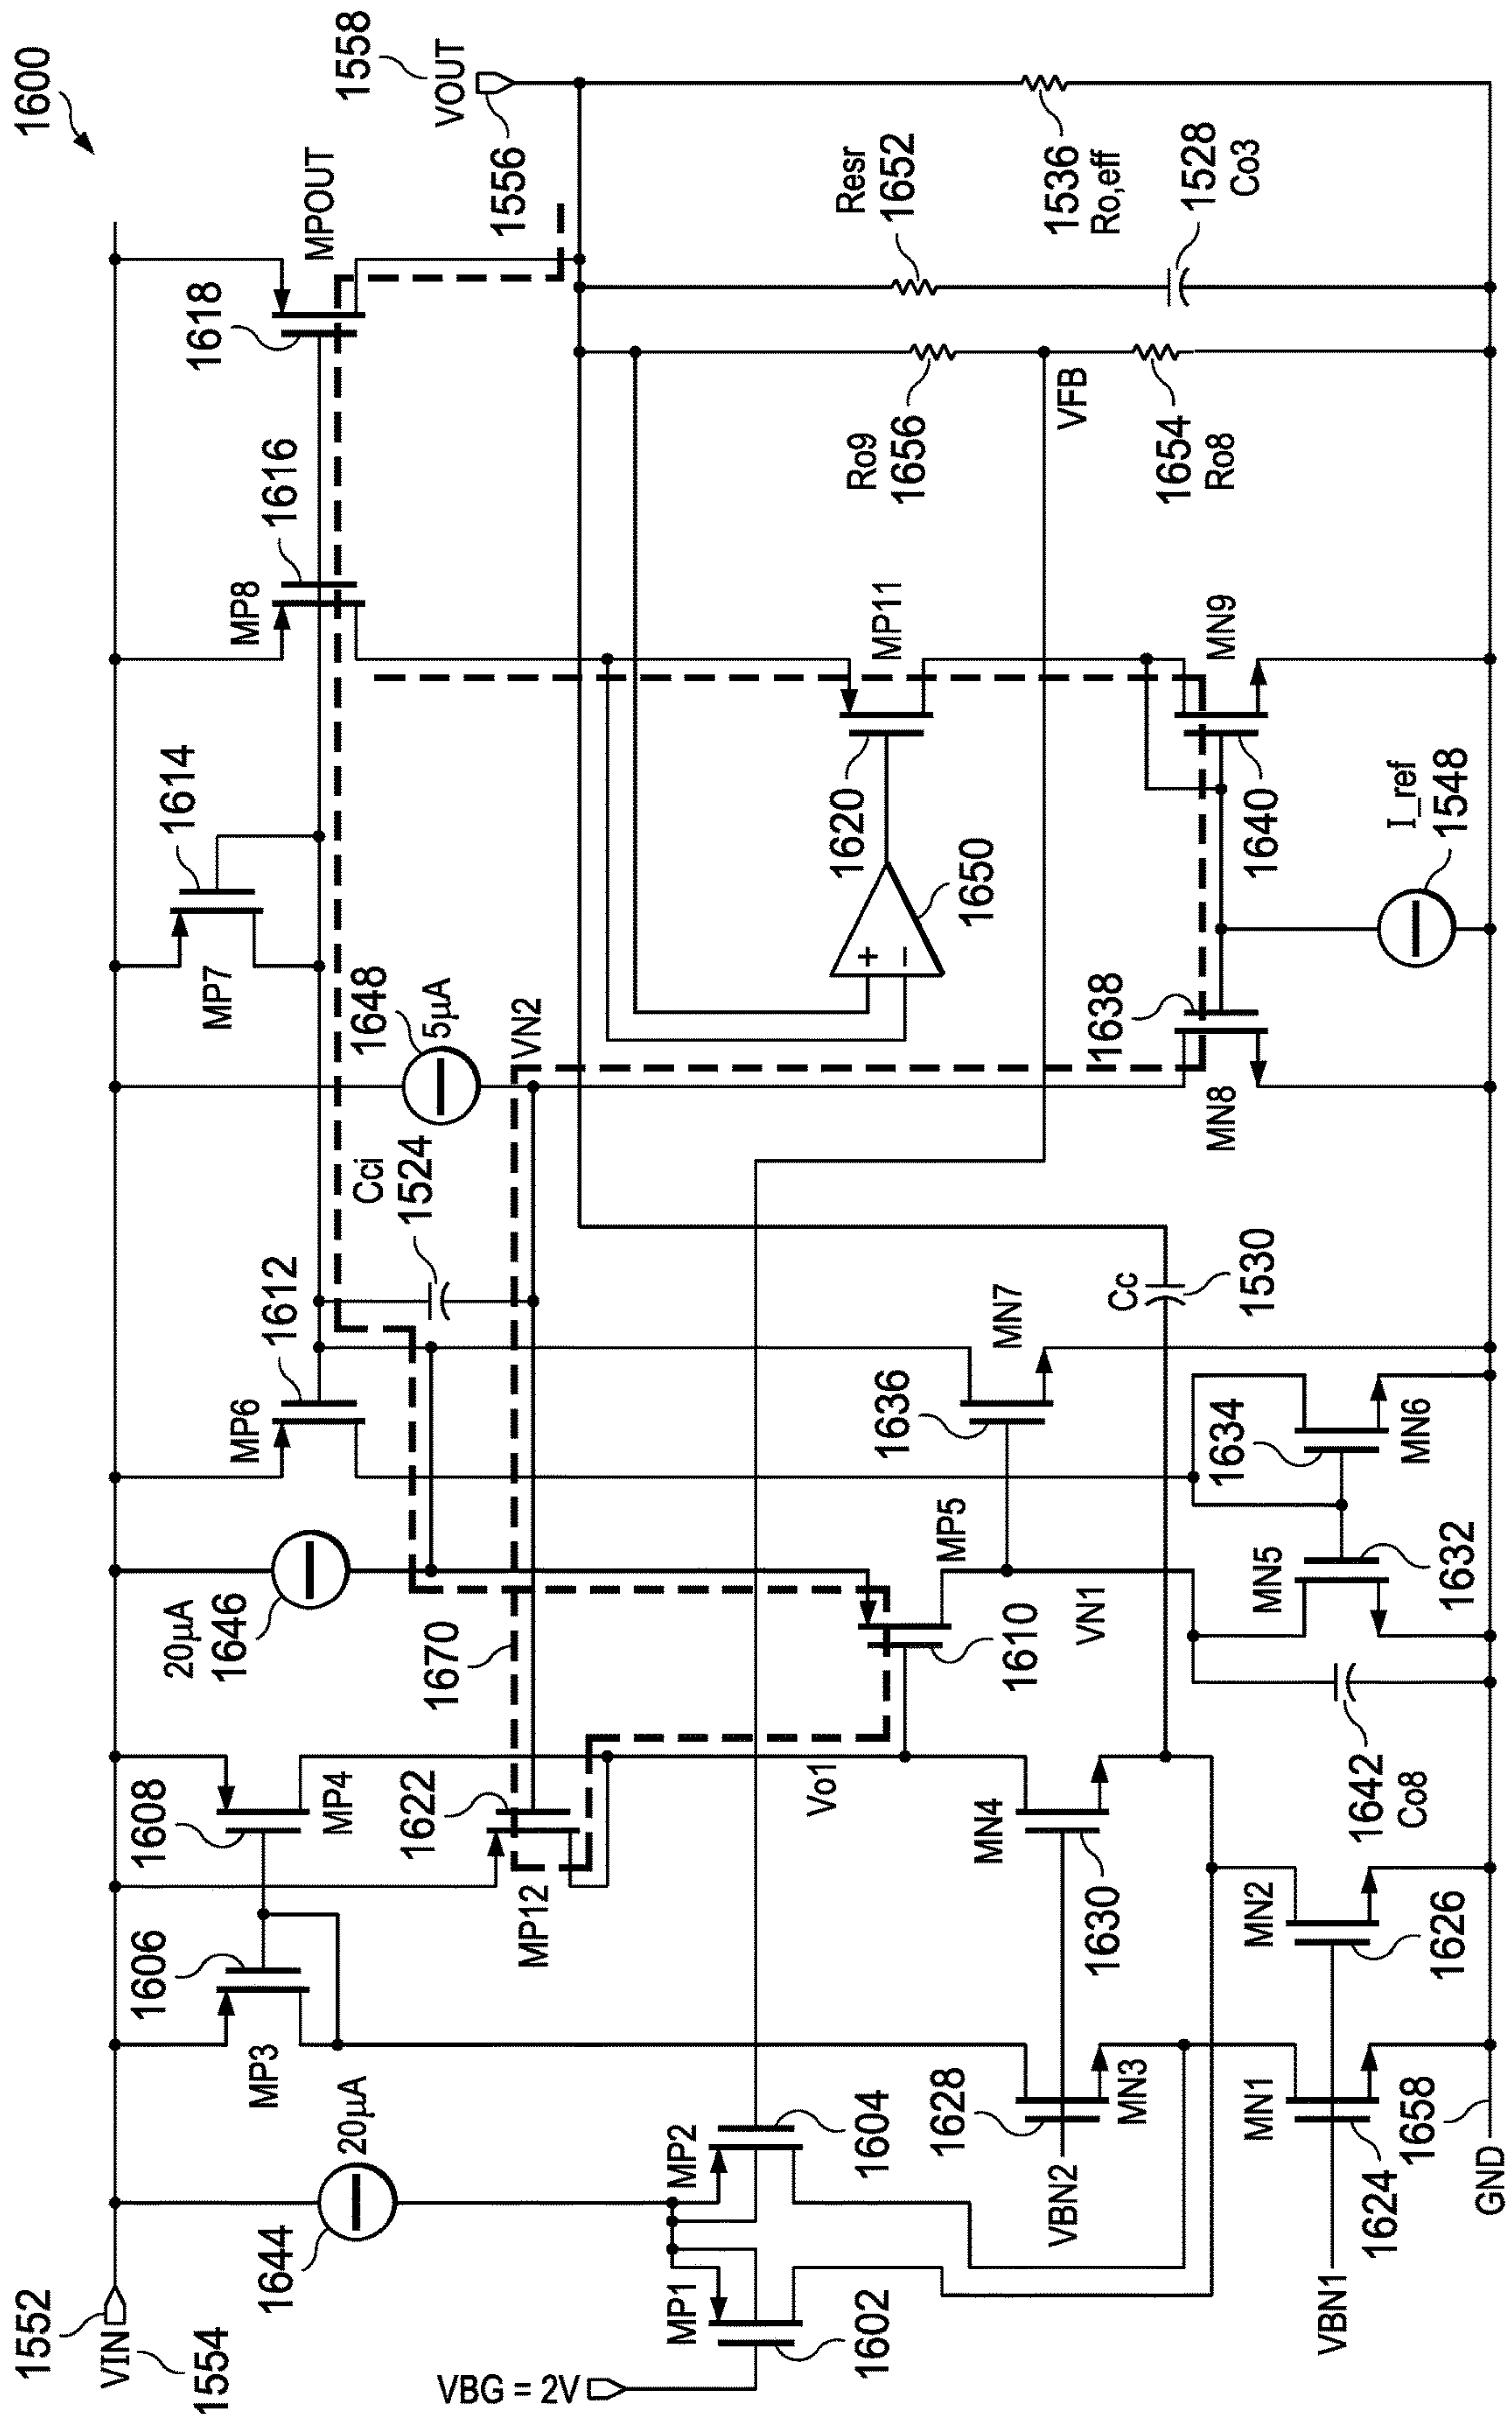 1600
1552
VIN
1554
1644
20μA
MP3
1606
1608
MP4
1622
MP12
1670
20μA
1646
MP6
1612
Cci
1524
1648
5μA
VN2
MP7
1614
MP8
1616
1618
MPOUT
1558
VOUT
1556
VBG = 2V
MP1
1602
MP2
1604
Vo1
1610
MP5
VN1
1636
MN7
Cc
1530
1620
MP11
1650
+
−
Ro9
1656
VFB
1654
Ro8
Resr
1652
1536
Ro,eff
1528
Co3
VBN2
1628
MN3
MN4
1630
VBN1
1624
MN1
MN2
1626
1642
Co8
MN5
1632
1634
MN6
1638
MN8
1640
MN9
I_ref
1548
1658
GND